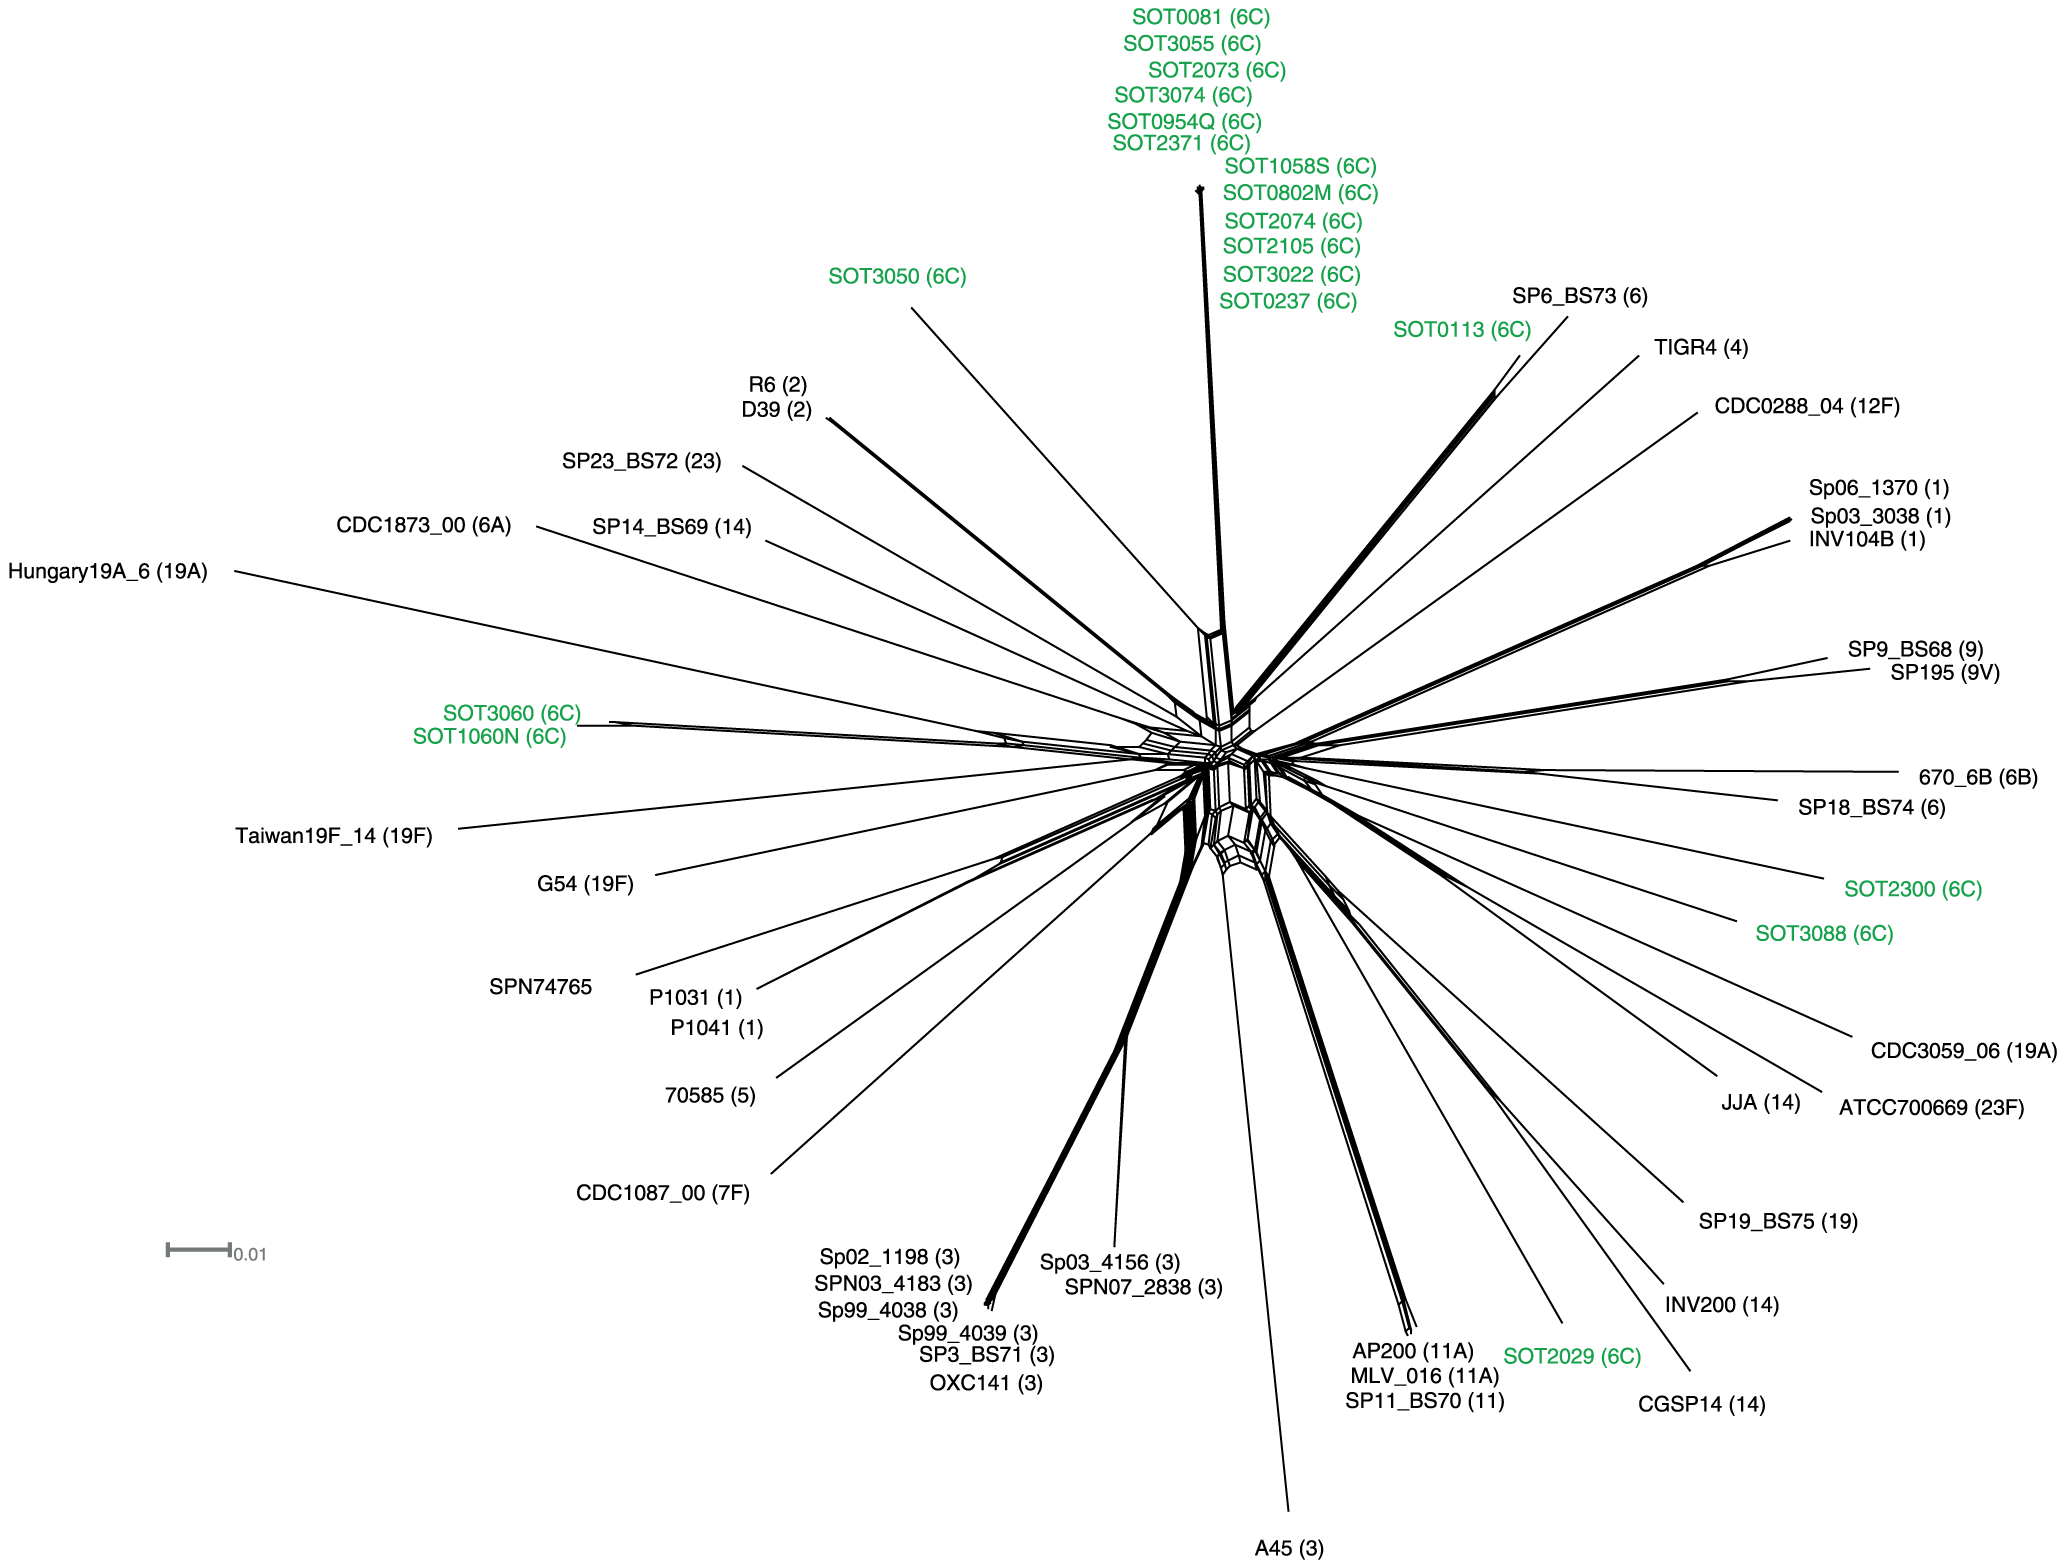 SOT0081 (6C)
SOT3055 (6C)
SOT2073 (6C)
SOT3074 (6C)
SOT0954Q (6C)
SOT2371 (6C)
SOT1058S (6C)
SOT0802M (6C)
SOT2074 (6C)
SOT2105 (6C)
SOT3022 (6C)
SOT0237 (6C)
SOT3050 (6C)
SP6_BS73 (6)
SOT0113 (6C)
TIGR4 (4)
R6 (2)
D39 (2)
CDC0288_04 (12F)
SP23_BS72 (23)
Sp06_1370 (1)
Sp03_3038 (1)
INV104B (1)
CDC1873_00 (6A)
SP14_BS69 (14)
Hungary19A_6 (19A)
SP9_BS68 (9)
SP195 (9V)
SOT3060 (6C)
SOT1060N (6C)
670_6B (6B)
SP18_BS74 (6)
Taiwan19F_14 (19F)
G54 (19F)
SOT2300 (6C)
SOT3088 (6C)
SPN74765
P1031 (1)
P1041 (1)
CDC3059_06 (19A)
70585 (5)
JJA (14)
ATCC700669 (23F)
CDC1087_00 (7F)
SP19_BS75 (19)
0.01
Sp02_1198 (3)
SPN03_4183 (3)
Sp99_4038 (3)
Sp99_4039 (3)
SP3_BS71 (3)
OXC141 (3)
Sp03_4156 (3)
SPN07_2838 (3)
INV200 (14)
AP200 (11A)
MLV_016 (11A)
SP11_BS70 (11)
SOT2029 (6C)
CGSP14 (14)
A45 (3)